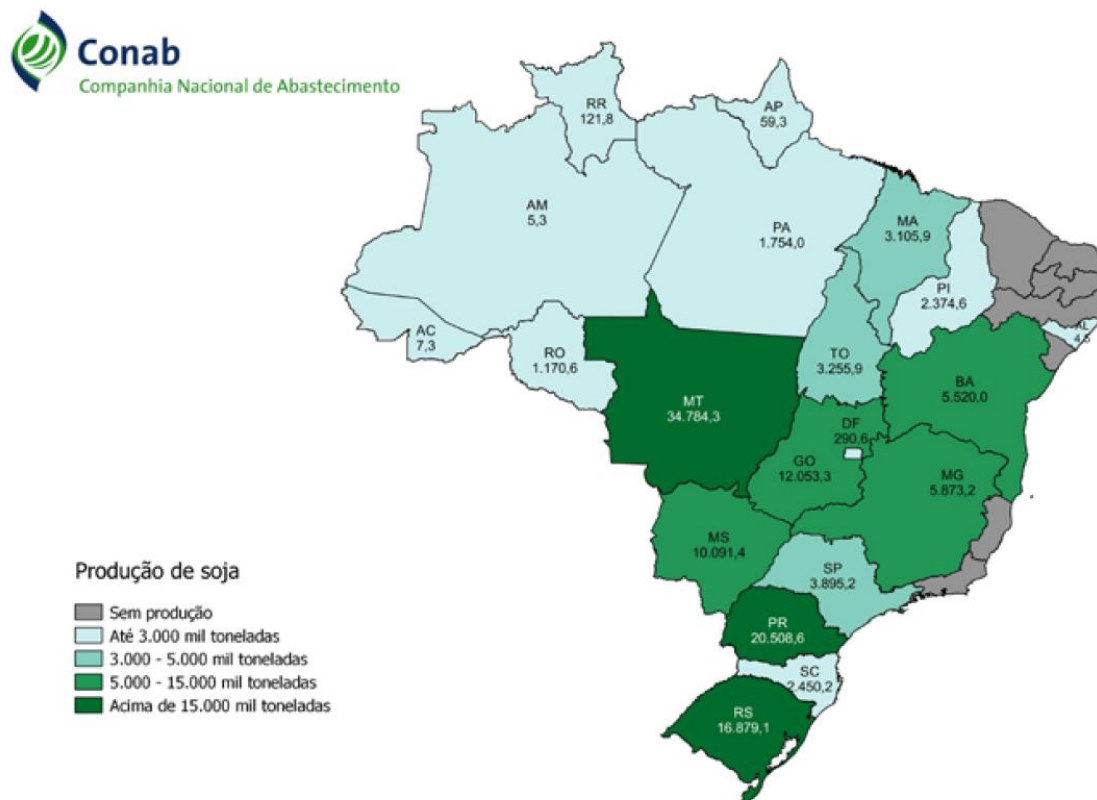 Conab
Companhia Nacional de Abastecimento
RR
121,8
AP
59,3
AM
5,3
PA
1.754,0
MA
3.105,9
PI
2.374,6
AL
4,5
AC
7,3
RO
1.170,6
TO
3.255,9
BA
5.520,0
MT
34.784,3
DF
290,6
GO
12.053,3
MG
5.873,2
MS
10.091,4
SP
3.895,2
PR
20.508,6
SC
2.450,2
RS
16.879,1
Produção de soja
Sem produção
Até 3.000 mil toneladas
3.000 - 5.000 mil toneladas
5.000 - 15.000 mil toneladas
Acima de 15.000 mil toneladas